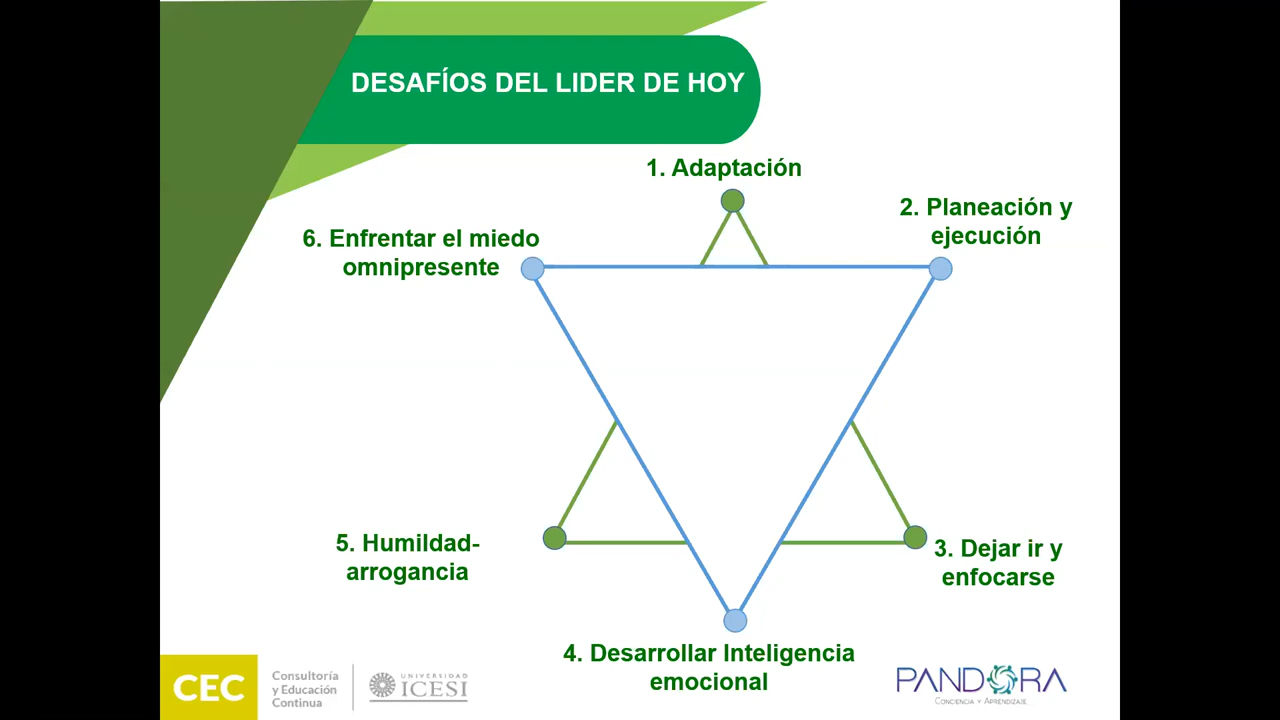 DESAFÍOS DEL LIDER DE HOY
1. Adaptación
2. Planeación y
ejecución
6. Enfrentar el miedo
omnipresente
5. Humildad-
arrogancia
3. Dejar ir y
enfocarse
4. Desarrollar Inteligencia
emocional
CEC
Consultoría
y Educación
Continua
UNIVERSIDAD
ICESI
PANDORA
CONCIENCIA Y APRENDIZAJE